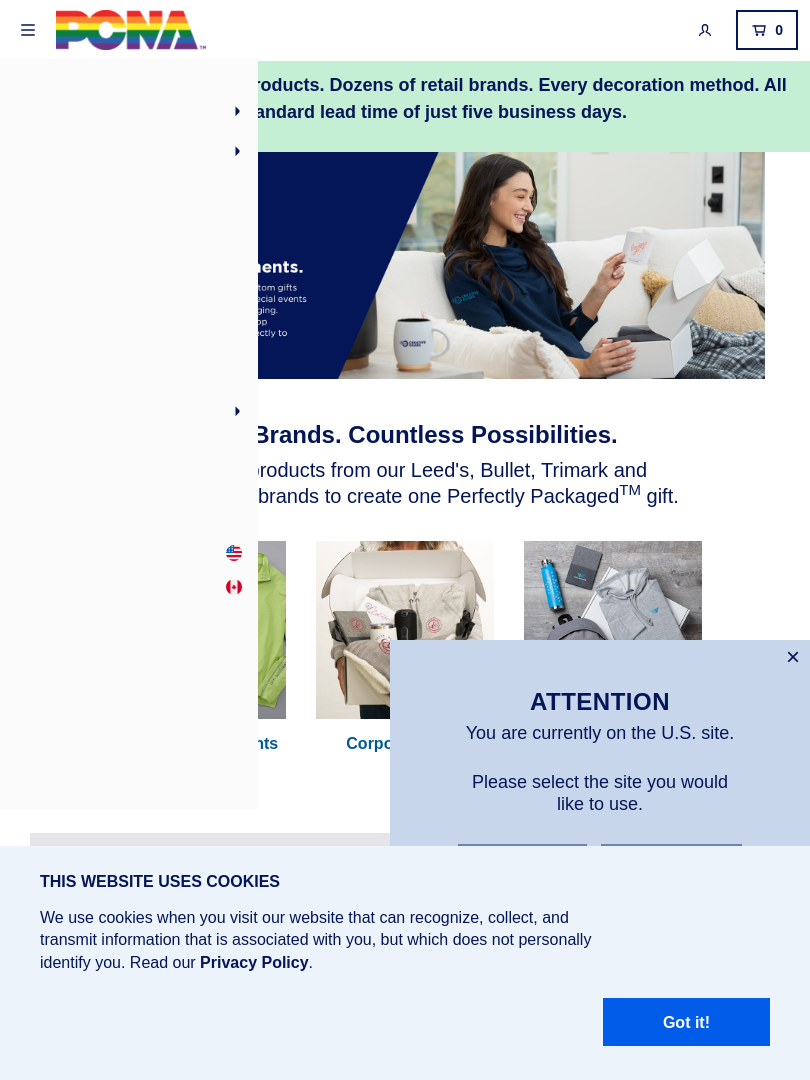 PCNA™
0
roducts. Dozens of retail brands. Every decoration method. All
andard lead time of just five business days.
nents.
tom gifts
ecial events
ging.
op
ectly to
Brands. Countless Possibilities.
products from our Leed's, Bullet, Trimark and
brands to create one Perfectly Packaged™ gift.
nts
Corpo
ATTENTION
You are currently on the U.S. site.
Please select the site you would
like to use.
THIS WEBSITE USES COOKIES
We use cookies when you visit our website that can recognize, collect, and
transmit information that is associated with you, but which does not personally
identify you. Read our Privacy Policy.
Got it!